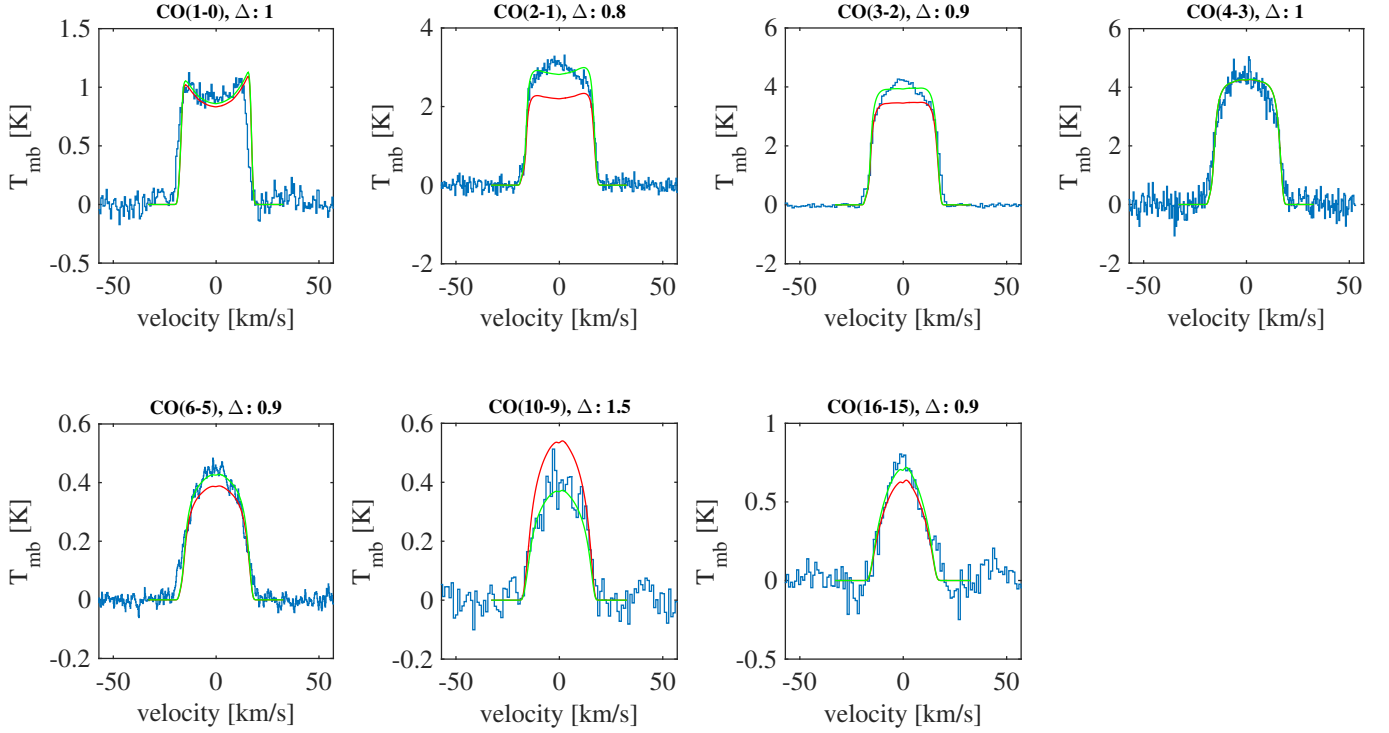 CO(1-0), Δ: 1
CO(2-1), Δ: 0.8
CO(3-2), Δ: 0.9
CO(4-3), Δ: 1
T_mb [K]
1.5
1
0.5
0
-0.5
-50
0
50
velocity [km/s]
T_mb [K]
4
2
0
-2
-50
0
50
velocity [km/s]
T_mb [K]
6
4
2
0
-2
-50
0
50
velocity [km/s]
T_mb [K]
6
4
2
0
-2
-50
0
50
velocity [km/s]
CO(6-5), Δ: 0.9
CO(10-9), Δ: 1.5
CO(16-15), Δ: 0.9
T_mb [K]
0.6
0.4
0.2
0
-0.2
-50
0
50
velocity [km/s]
T_mb [K]
0.6
0.4
0.2
0
-0.2
-50
0
50
velocity [km/s]
T_mb [K]
1
0.5
0
-0.5
-50
0
50
velocity [km/s]